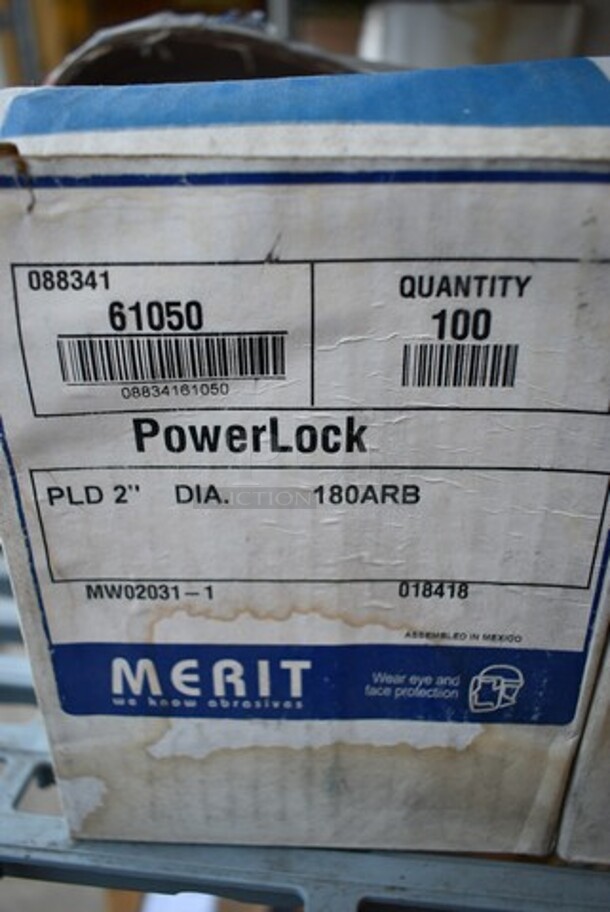 088341
61050
08834161050
QUANTITY
100
PowerLock
PLD 2" DIA. 180ARB
MW02031-1
018418
ASSEMBLED IN MEXICO
MERIT
we know abrasives
Wear eye and
face protection